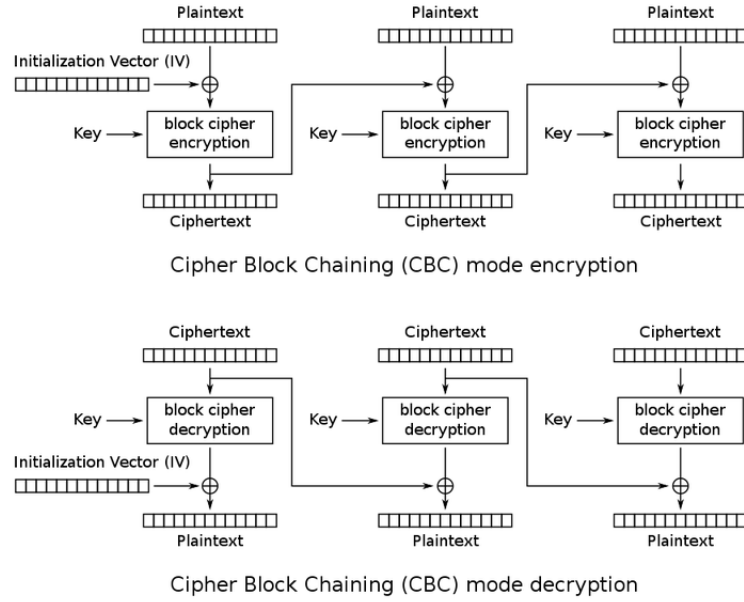 Plaintext Plaintext Plaintext
Initialization Vector (IV)
Key block cipher encryption Key block cipher encryption Key block cipher encryption
Ciphertext Ciphertext Ciphertext
Cipher Block Chaining (CBC) mode encryption
Ciphertext Ciphertext Ciphertext
Key block cipher decryption Key block cipher decryption Key block cipher decryption
Initialization Vector (IV)
Plaintext Plaintext Plaintext
Cipher Block Chaining (CBC) mode decryption